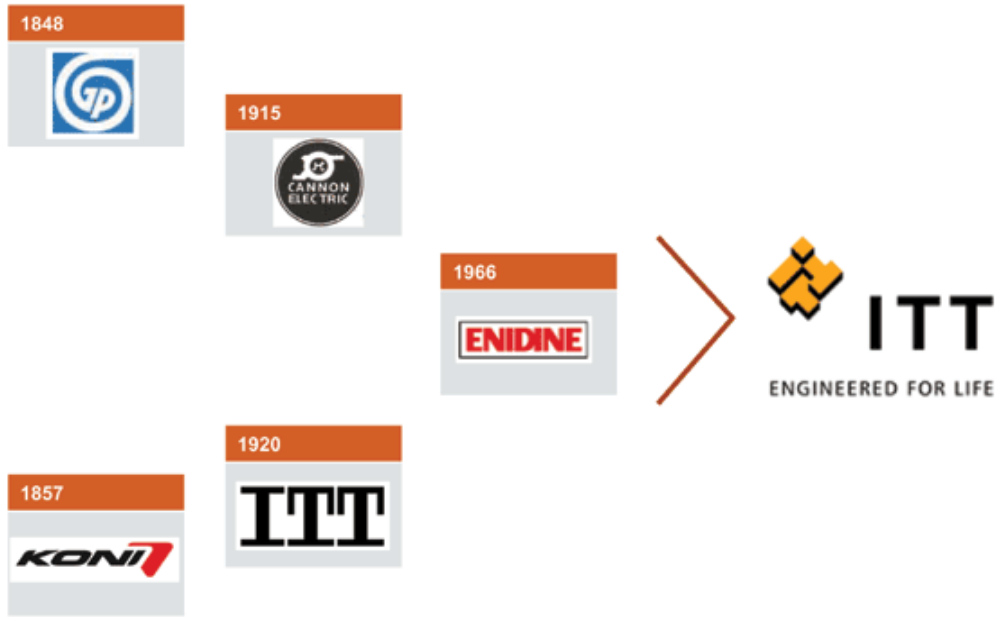 1848
GP
1915
CANNON
ELECTRIC
1966
ENIDINE
ITT
ENGINEERED FOR LIFE
1920
ITT
1857
KONI